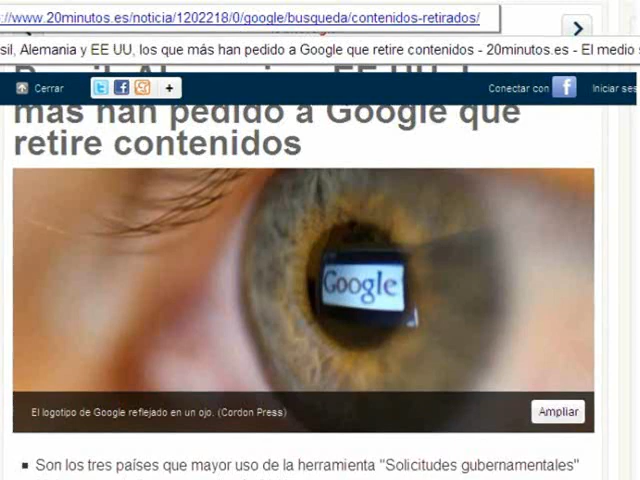 ://www.20minutos.es/noticia/1202218/0/google/busqueda/contenidos-retirados/
sil, Alemania y EE UU, los que más han pedido a Google que retire contenidos - 20minutos.es - El medio s
Cerrar
Conectar con
Iniciar ses
más han pedido a Google que
retire contenidos
Google
El logotipo de Google reflejado en un ojo. (Cordon Press)
Ampliar
Son los tres países que mayor uso de la herramienta "Solicitudes gubernamentales"